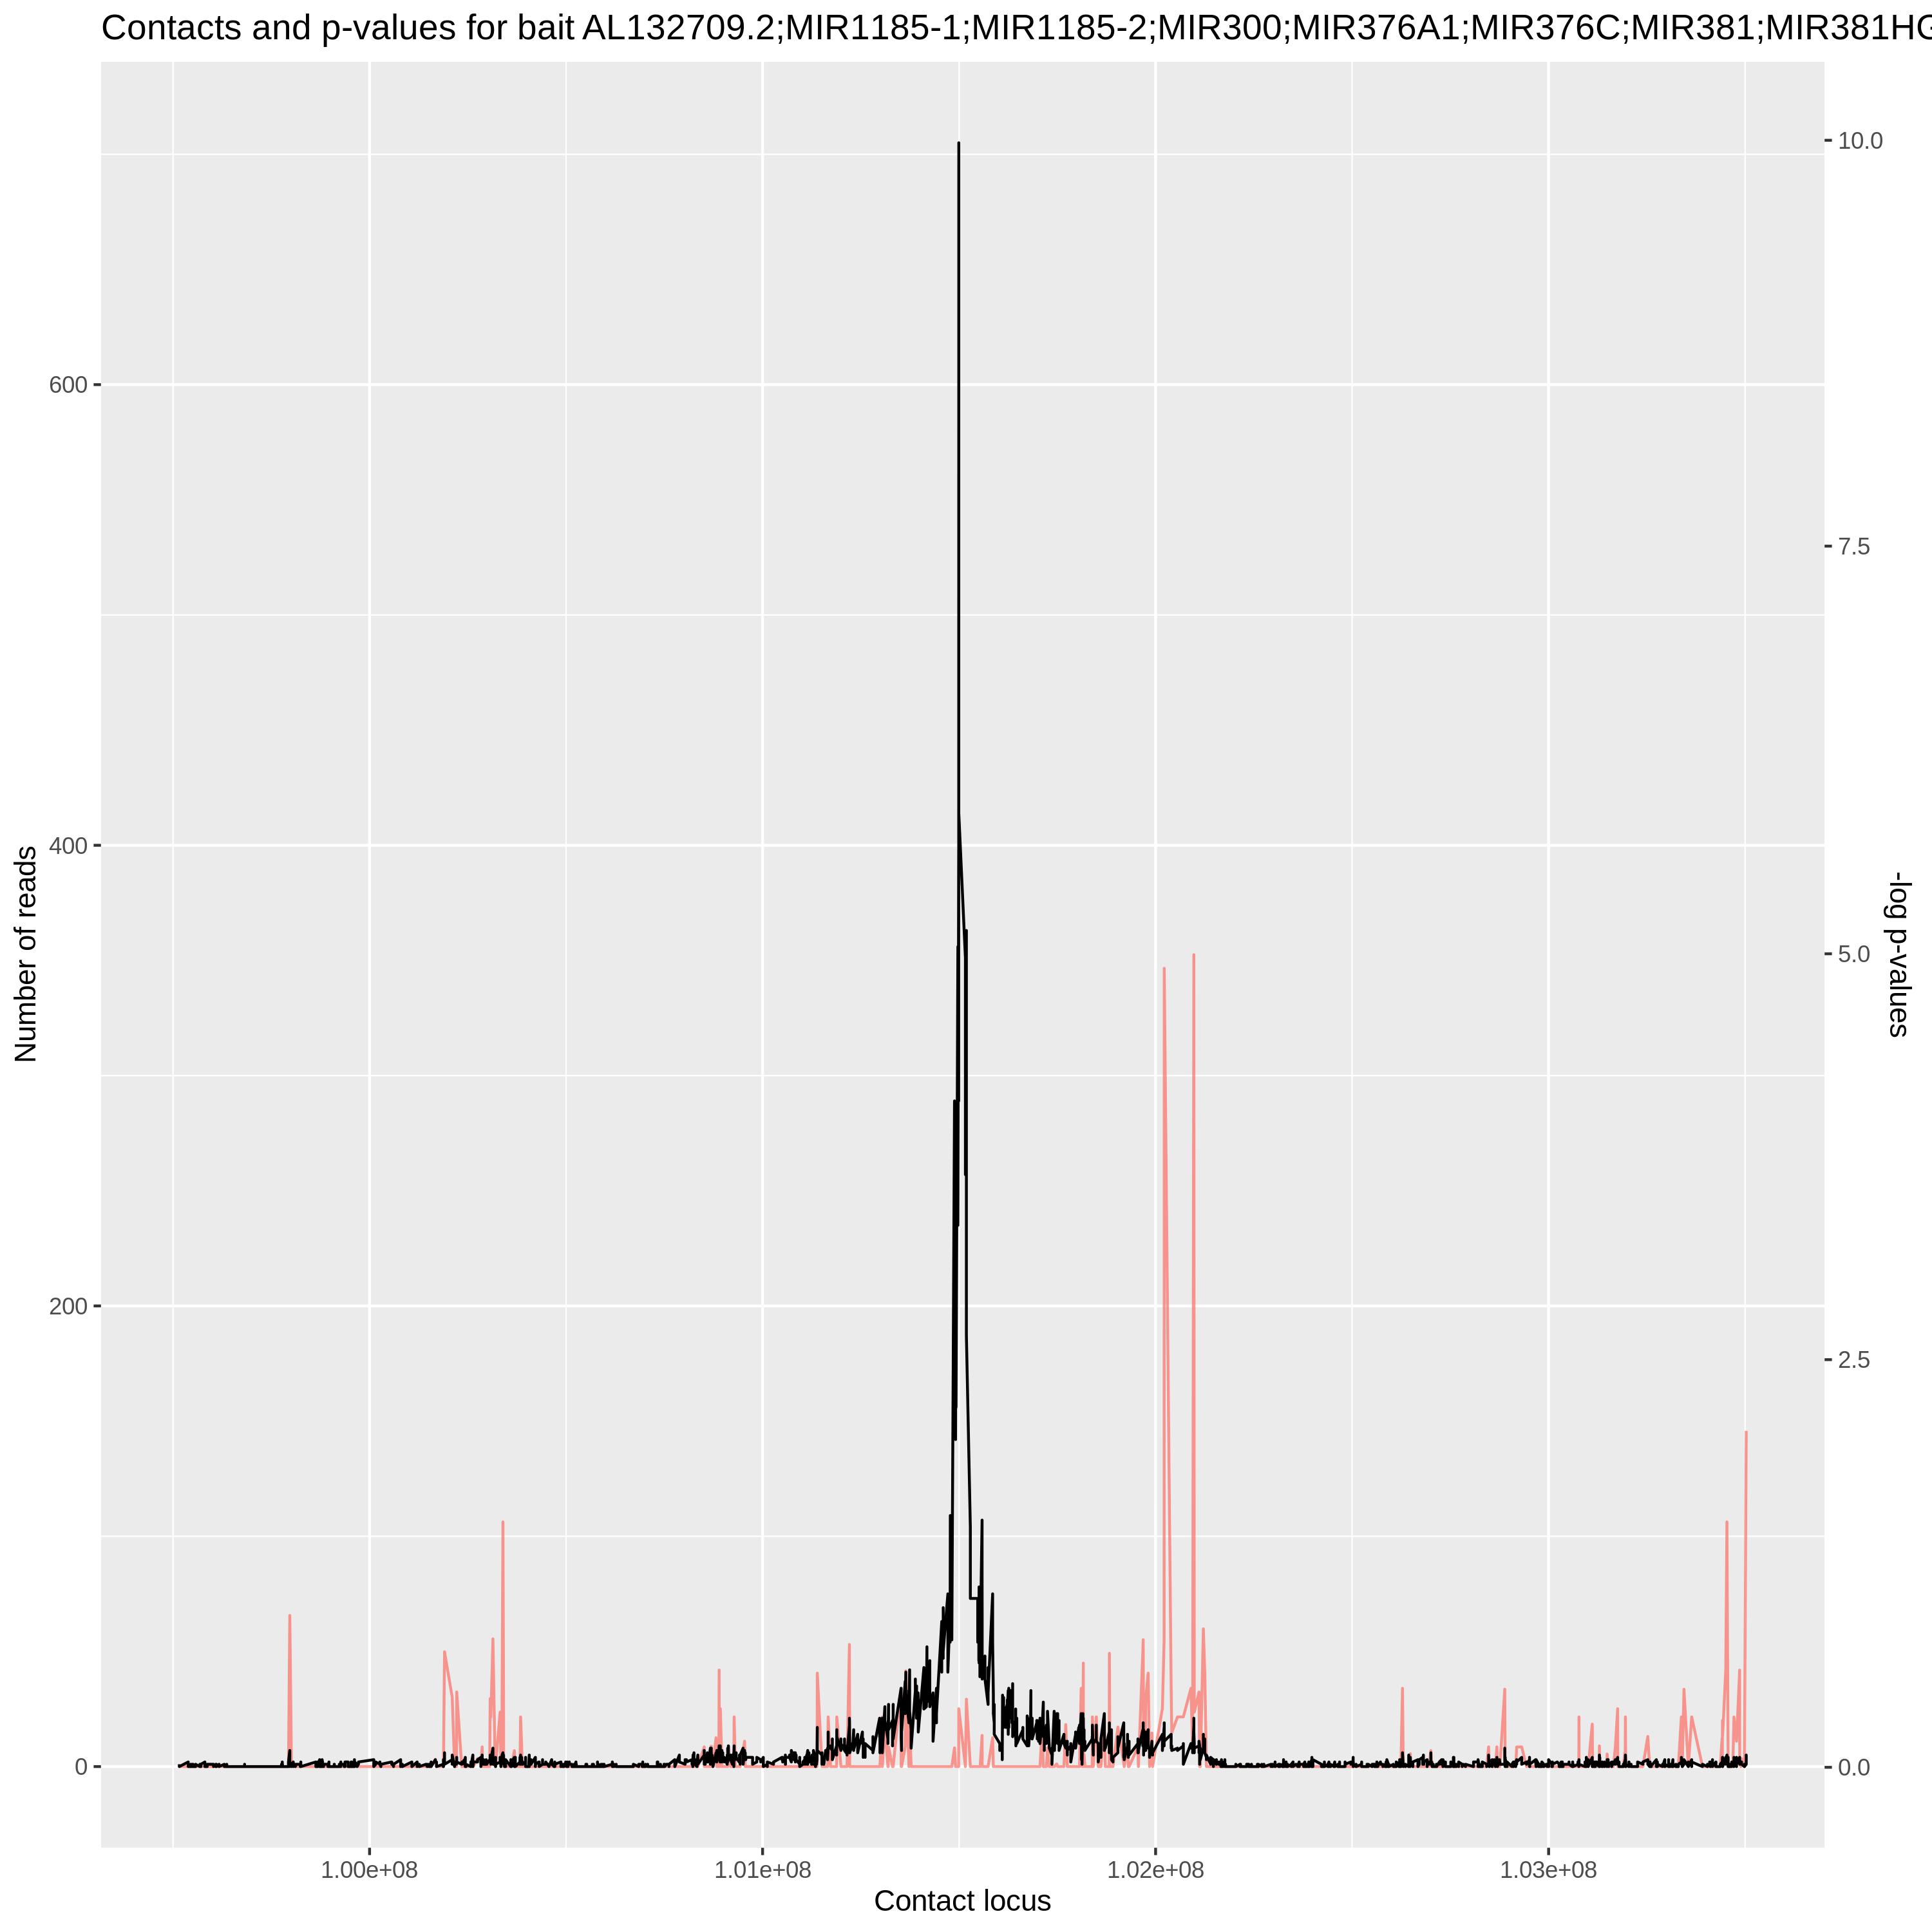 Contacts and p-values for bait AL132709.2;MIR1185-1;MIR1185-2;MIR300;MIR376A1;MIR376C;MIR381;MIR381HG
10.0
600
7.5
400
5.0
Number of reads
-log p-values
200
2.5
0
0.0
1.00e+08
1.01e+08
1.02e+08
1.03e+08
Contact locus